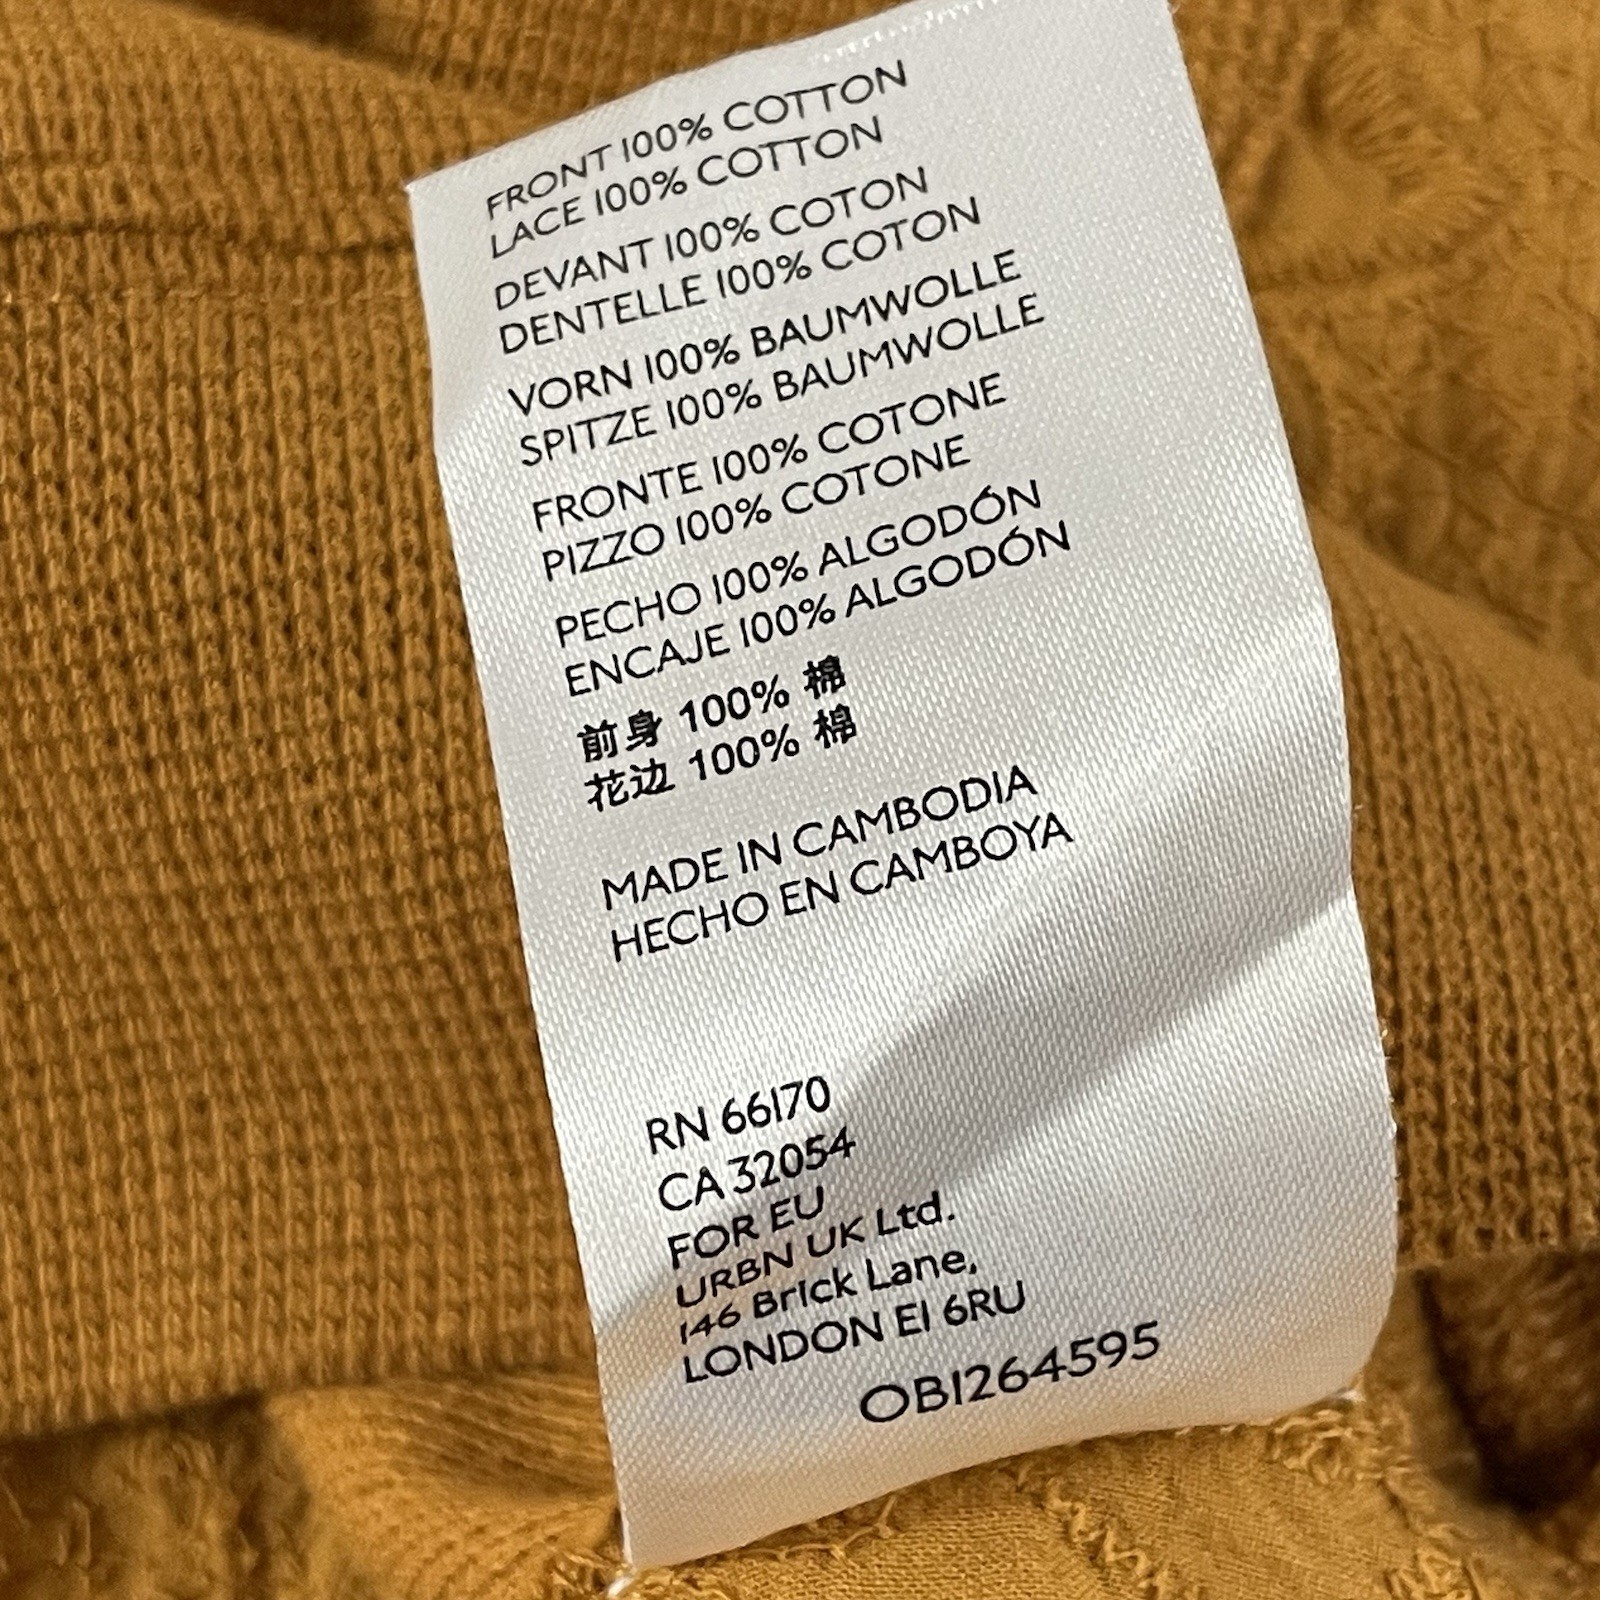 FRONT 100% COTTON
LACE 100% COTTON
DEVANT 100% COTON
DENTELLE 100% COTON
VORN 100% BAUMWOLLE
SPITZE 100% BAUMWOLLE
FRONTE 100% COTONE
PIZZO 100% COTONE
PECHO 100% ALGODÓN
ENCAJE 100% ALGODÓN
前身 100% 棉
花边 100% 棉
MADE IN CAMBODIA
HECHO EN CAMBOYA
RN 66170
CA 32054
FOR EU
URBN UK Ltd.
146 Brick Lane,
LONDON E1 6RU
OB1264595